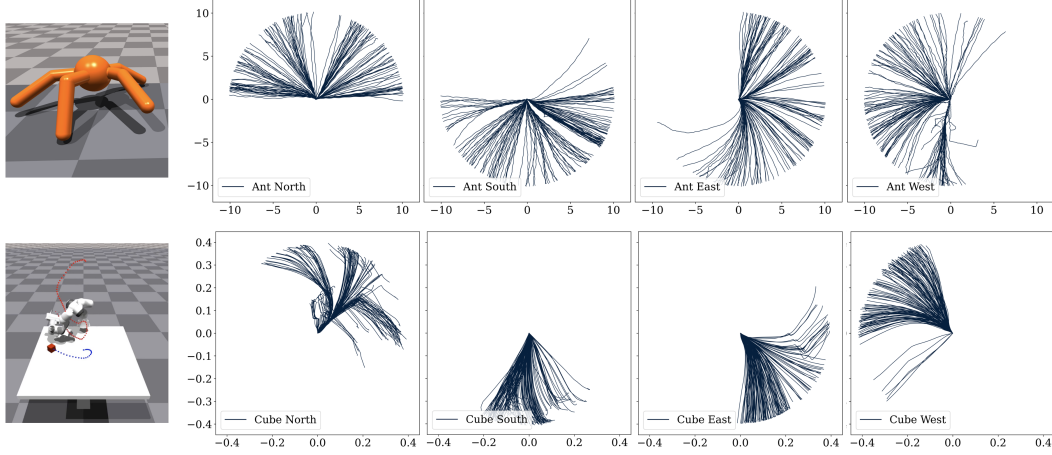 10
5
0
−5
−10
Ant North
Ant South
Ant East
Ant West
−10 −5 0 5 10
−10 −5 0 5 10
−10 −5 0 5 10
−10 −5 0 5 10
0.4
0.3
0.2
0.1
0.0
−0.1
−0.2
−0.3
−0.4
Cube North
Cube South
Cube East
Cube West
−0.4 −0.2 0.0 0.2 0.4
−0.4 −0.2 0.0 0.2 0.4
−0.4 −0.2 0.0 0.2 0.4
−0.4 −0.2 0.0 0.2 0.4